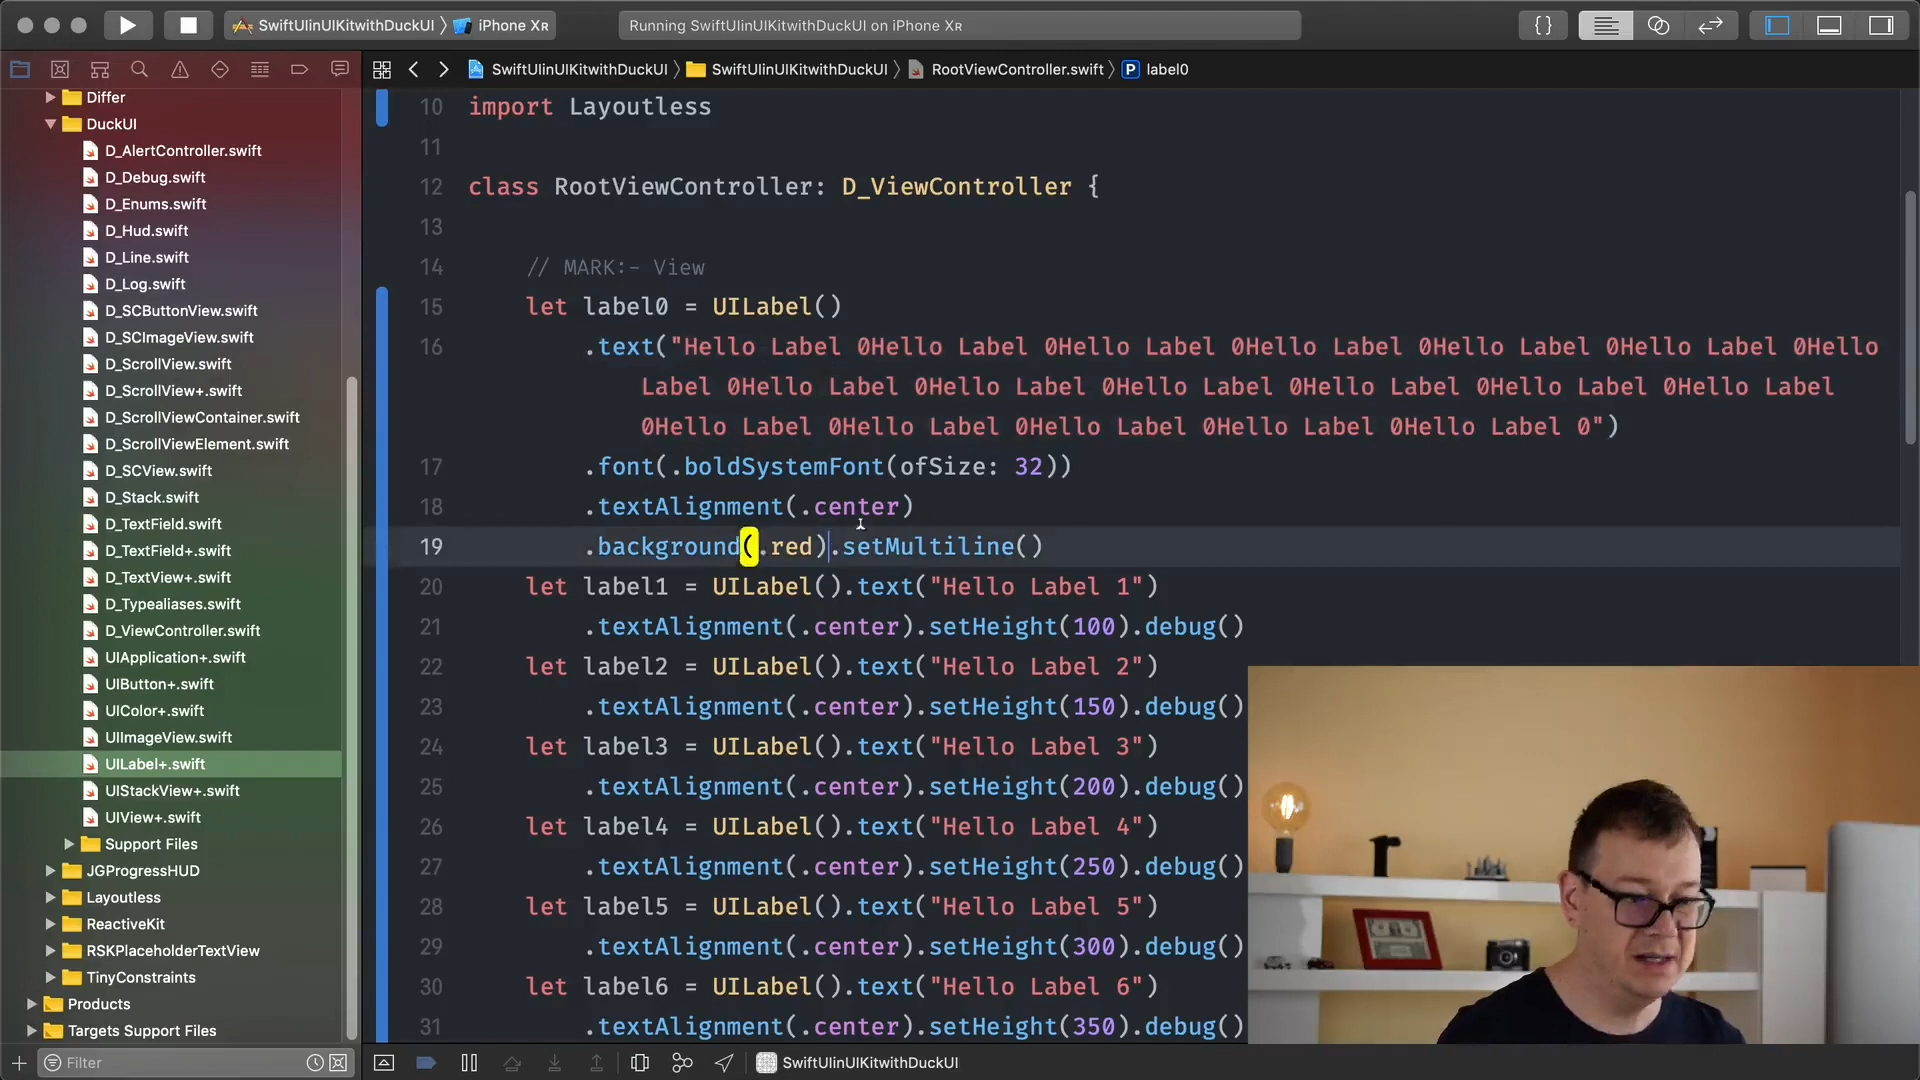 SwiftUIinUIKitwithDuckUI
iPhone XR
Running SwiftUIinUIKitwithDuckUI on iPhone XR
{}
SwiftUIinUIKitwithDuckUI
SwiftUIinUIKitwithDuckUI
RootViewController.swift
P
label0
Differ
DuckUI
D_AlertController.swift
D_Debug.swift
D_Enums.swift
D_Hud.swift
D_Line.swift
D_Log.swift
D_SCButtonView.swift
D_SCImageView.swift
D_ScrollView.swift
D_ScrollView+.swift
D_ScrollViewContainer.swift
D_ScrollViewElement.swift
D_SCView.swift
D_Stack.swift
D_TextField.swift
D_TextField+.swift
D_TextView+.swift
D_Typealiases.swift
D_ViewController.swift
UIApplication+.swift
UIButton+.swift
UIColor+.swift
UIImageView.swift
UILabel+.swift
UIStackView+.swift
UIView+.swift
Support Files
JGProgressHUD
Layoutless
ReactiveKit
RSKPlaceholderTextView
TinyConstraints
Products
Targets Support Files
Filter
10 import Layoutless
11
12 class RootViewController: D_ViewController {
13
14 // MARK:- View
15 let label0 = UILabel()
16 .text("Hello Label 0Hello Label 0Hello Label 0Hello Label 0Hello Label 0Hello Label 0Hello
Label 0Hello Label 0Hello Label 0Hello Label 0Hello Label 0Hello Label 0Hello Label
0Hello Label 0Hello Label 0Hello Label 0Hello Label 0Hello Label 0")
17 .font(.boldSystemFont(ofSize: 32))
18 .textAlignment(.center)
19 .background(.red).setMultiline()
20 let label1 = UILabel().text("Hello Label 1")
21 .textAlignment(.center).setHeight(100).debug()
22 let label2 = UILabel().text("Hello Label 2")
23 .textAlignment(.center).setHeight(150).debug()
24 let label3 = UILabel().text("Hello Label 3")
25 .textAlignment(.center).setHeight(200).debug()
26 let label4 = UILabel().text("Hello Label 4")
27 .textAlignment(.center).setHeight(250).debug()
28 let label5 = UILabel().text("Hello Label 5")
29 .textAlignment(.center).setHeight(300).debug()
30 let label6 = UILabel().text("Hello Label 6")
31 .textAlignment(.center).setHeight(350).debug()
SwiftUIinUIKitwithDuckUI